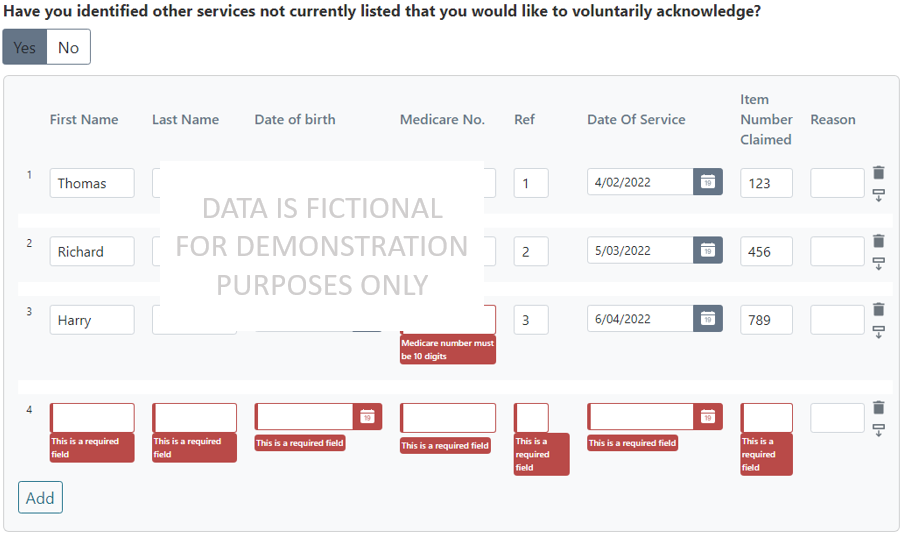 Have you identified other services not currently listed that you would like to voluntarily acknowledge?
Yes No
First Name Last Name Date of birth Medicare No. Ref Date Of Service Item Number Claimed Reason
1 Thomas 1 4/02/2022 19 123
DATA IS FICTIONAL
FOR DEMONSTRATION
PURPOSES ONLY
2 Richard 2 5/03/2022 19 456
3 Harry 3 6/04/2022 19 789
Medicare number must
be 10 digits
4 19 19
This is a required
field
This is a required
field
This is a required field
This is a required field
This is a
required
field
This is a required field
This is a
required
field
Add